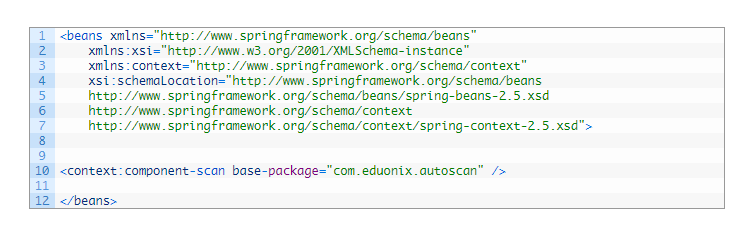 1 <beans xmlns="http://www.springframework.org/schema/beans"
2 xmlns:xsi="http://www.w3.org/2001/XMLSchema-instance"
3 xmlns:context="http://www.springframework.org/schema/context"
4 xsi:schemaLocation="http://www.springframework.org/schema/beans
5 http://www.springframework.org/schema/beans/spring-beans-2.5.xsd
6 http://www.springframework.org/schema/context
7 http://www.springframework.org/schema/context/spring-context-2.5.xsd">
8
9
10 <context:component-scan base-package="com.eduonix.autoscan" />
11
12 </beans>